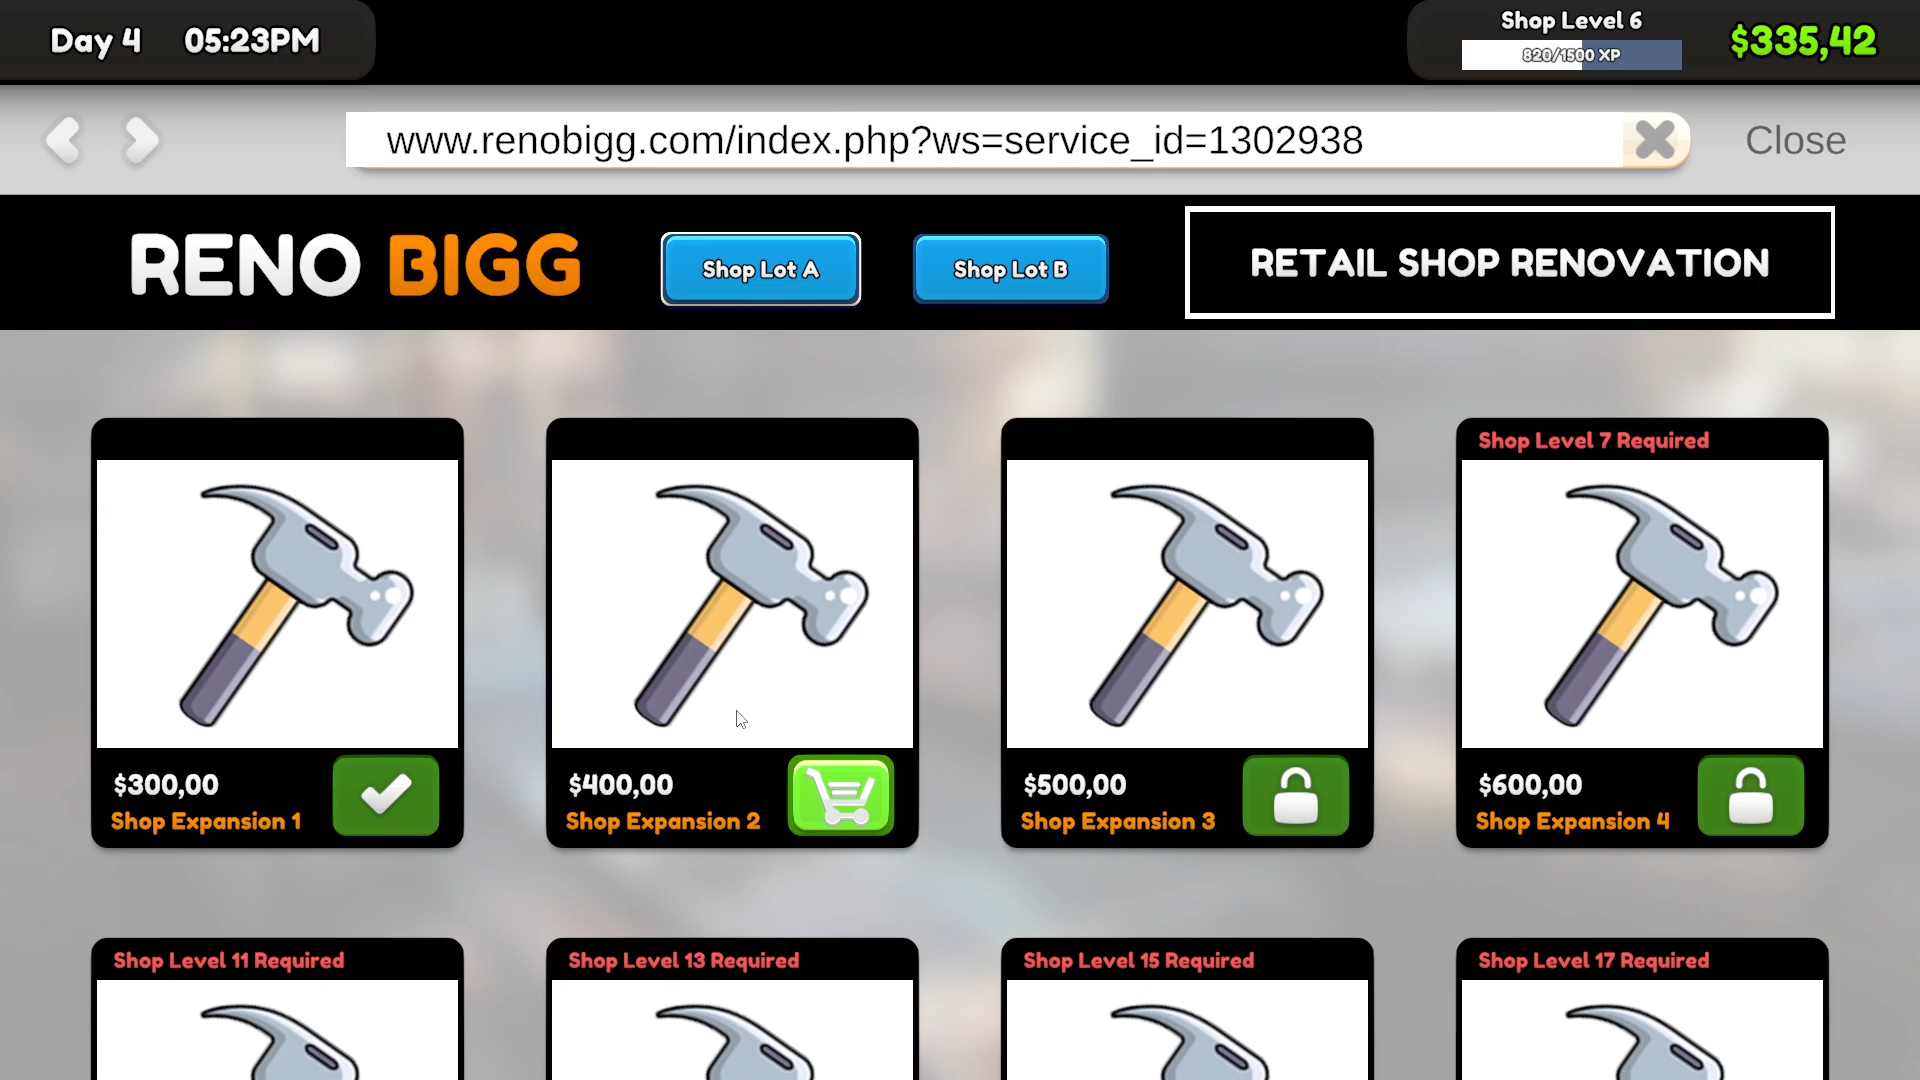 Day 4 05:23PM
Shop Level 6
820/1500 XP
$335,42
www.renobigg.com/index.php?ws=service_id=1302938
Close
RENO BIGG
Shop Lot A
Shop Lot B
RETAIL SHOP RENOVATION
Shop Level 7 Required
$300,00
Shop Expansion 1
$400,00
Shop Expansion 2
$500,00
Shop Expansion 3
$600,00
Shop Expansion 4
Shop Level 11 Required
Shop Level 13 Required
Shop Level 15 Required
Shop Level 17 Required